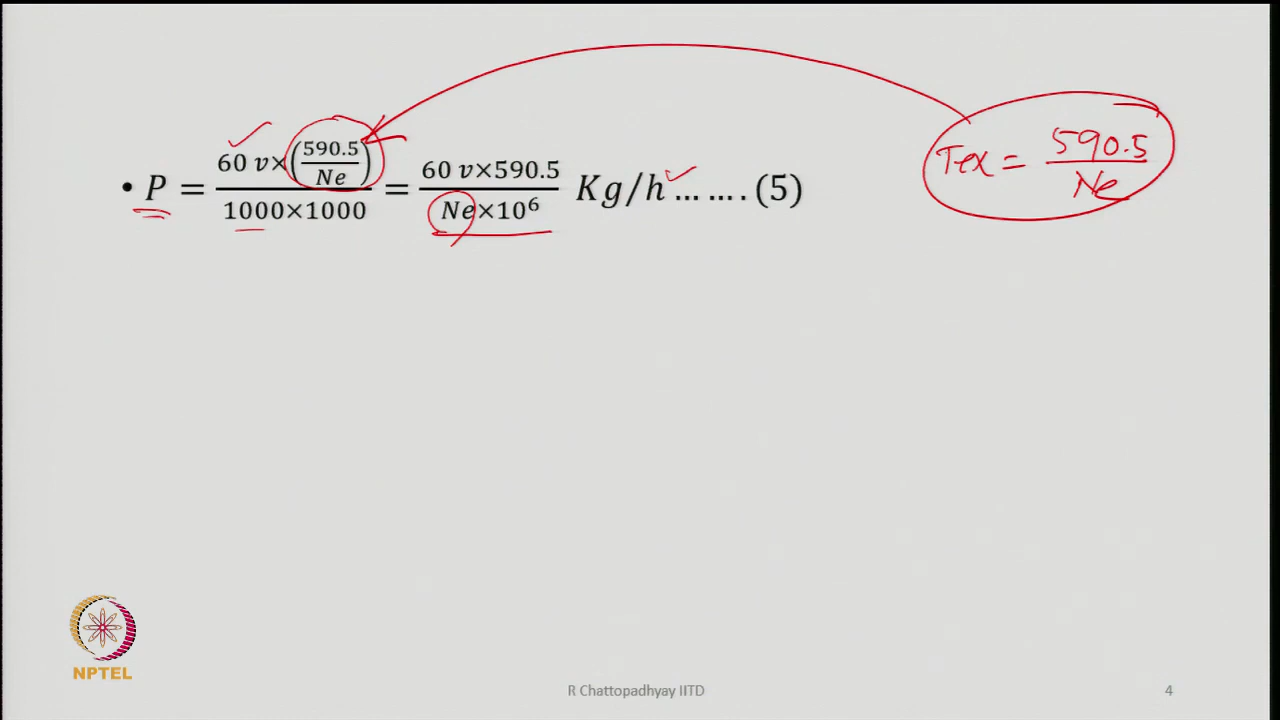 Tex = 590.5 / Ne
• P = 60 v×(590.5/Ne) / 1000×1000 = 60 v×590.5 / Ne×10⁶ Kg/h … … . (5)
NPTEL
R Chattopadhyay IITD
4